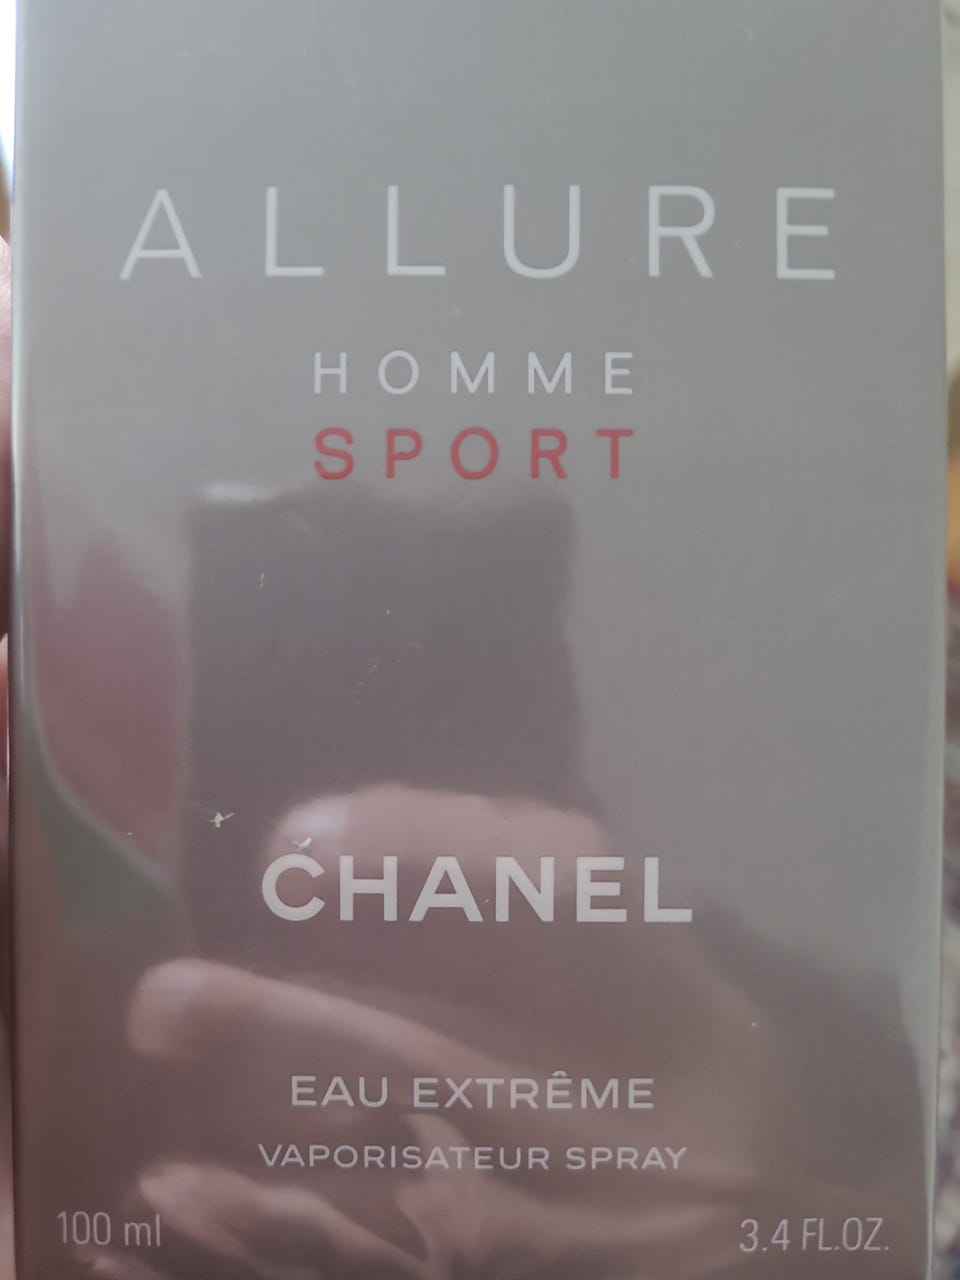 ALLURE
HOMME
SPORT
CHANEL
EAU EXTRÊME
VAPORISATEUR SPRAY
100 ml
3.4 FL.OZ.